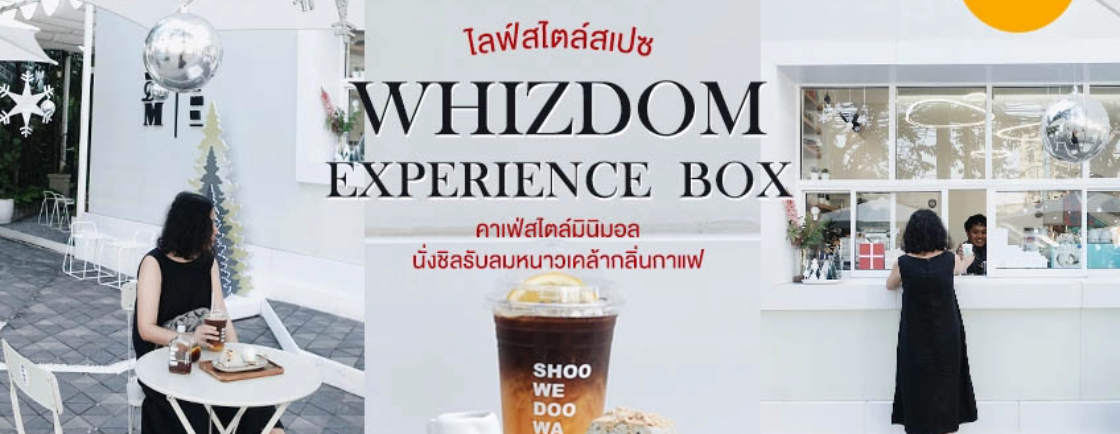 ไลฟ์สไตล์สเปซ
WHIZDOM
EXPERIENCE BOX
คาเฟ่สไตล์มินิมอล
นั่งชิลรับลมหนาวเคล้ากลิ่นกาแฟ
SHOO
WE
DOO
WA